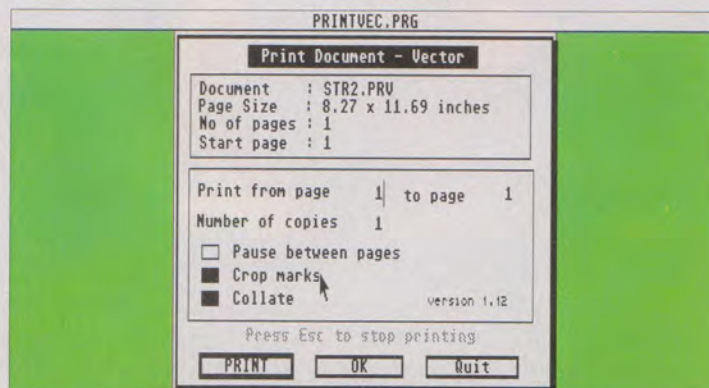 PRINTVEC.PRG
Print Document - Vector
Document : STR2.PRV
Page Size : 8.27 x 11.69 inches
No of pages : 1
Start page : 1
Print from page 1 to page 1
Number of copies 1
Pause between pages
Crop marks
Collate version 1.12
Press Esc to stop printing
PRINT OK Quit